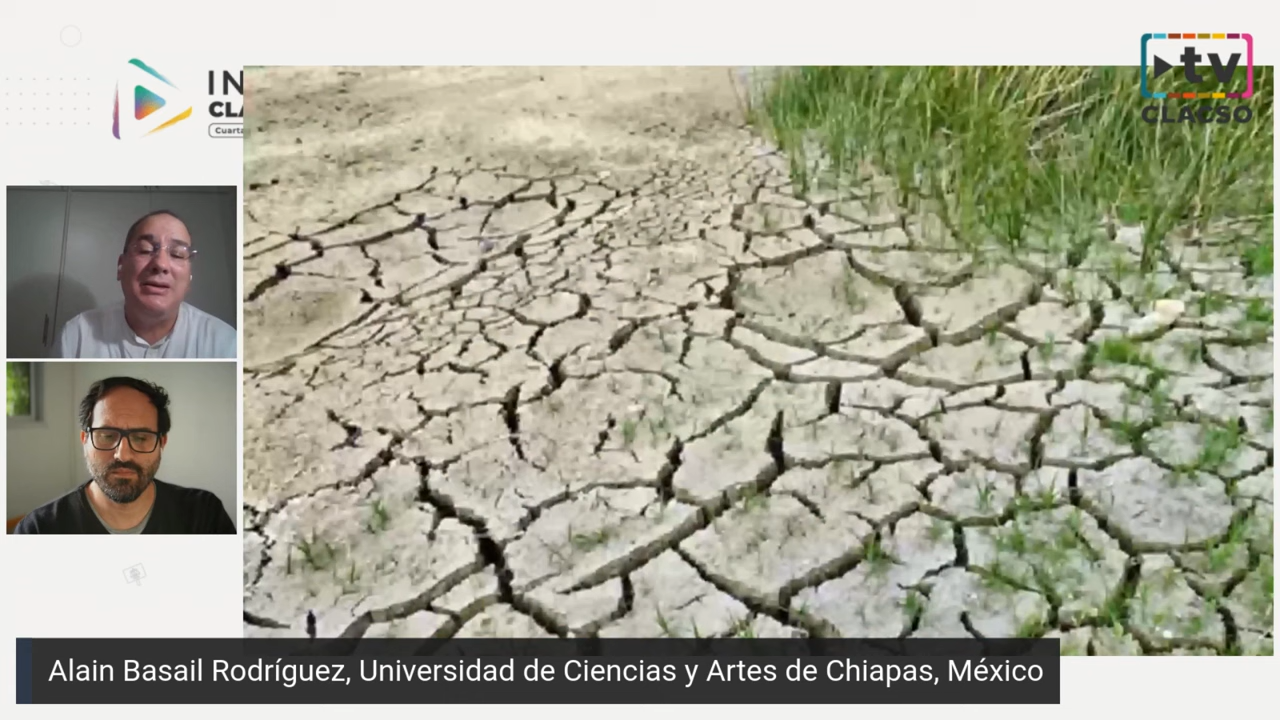 IN
CLA
Cuarta
tv
CLACSO
Alain Basail Rodríguez, Universidad de Ciencias y Artes de Chiapas, México